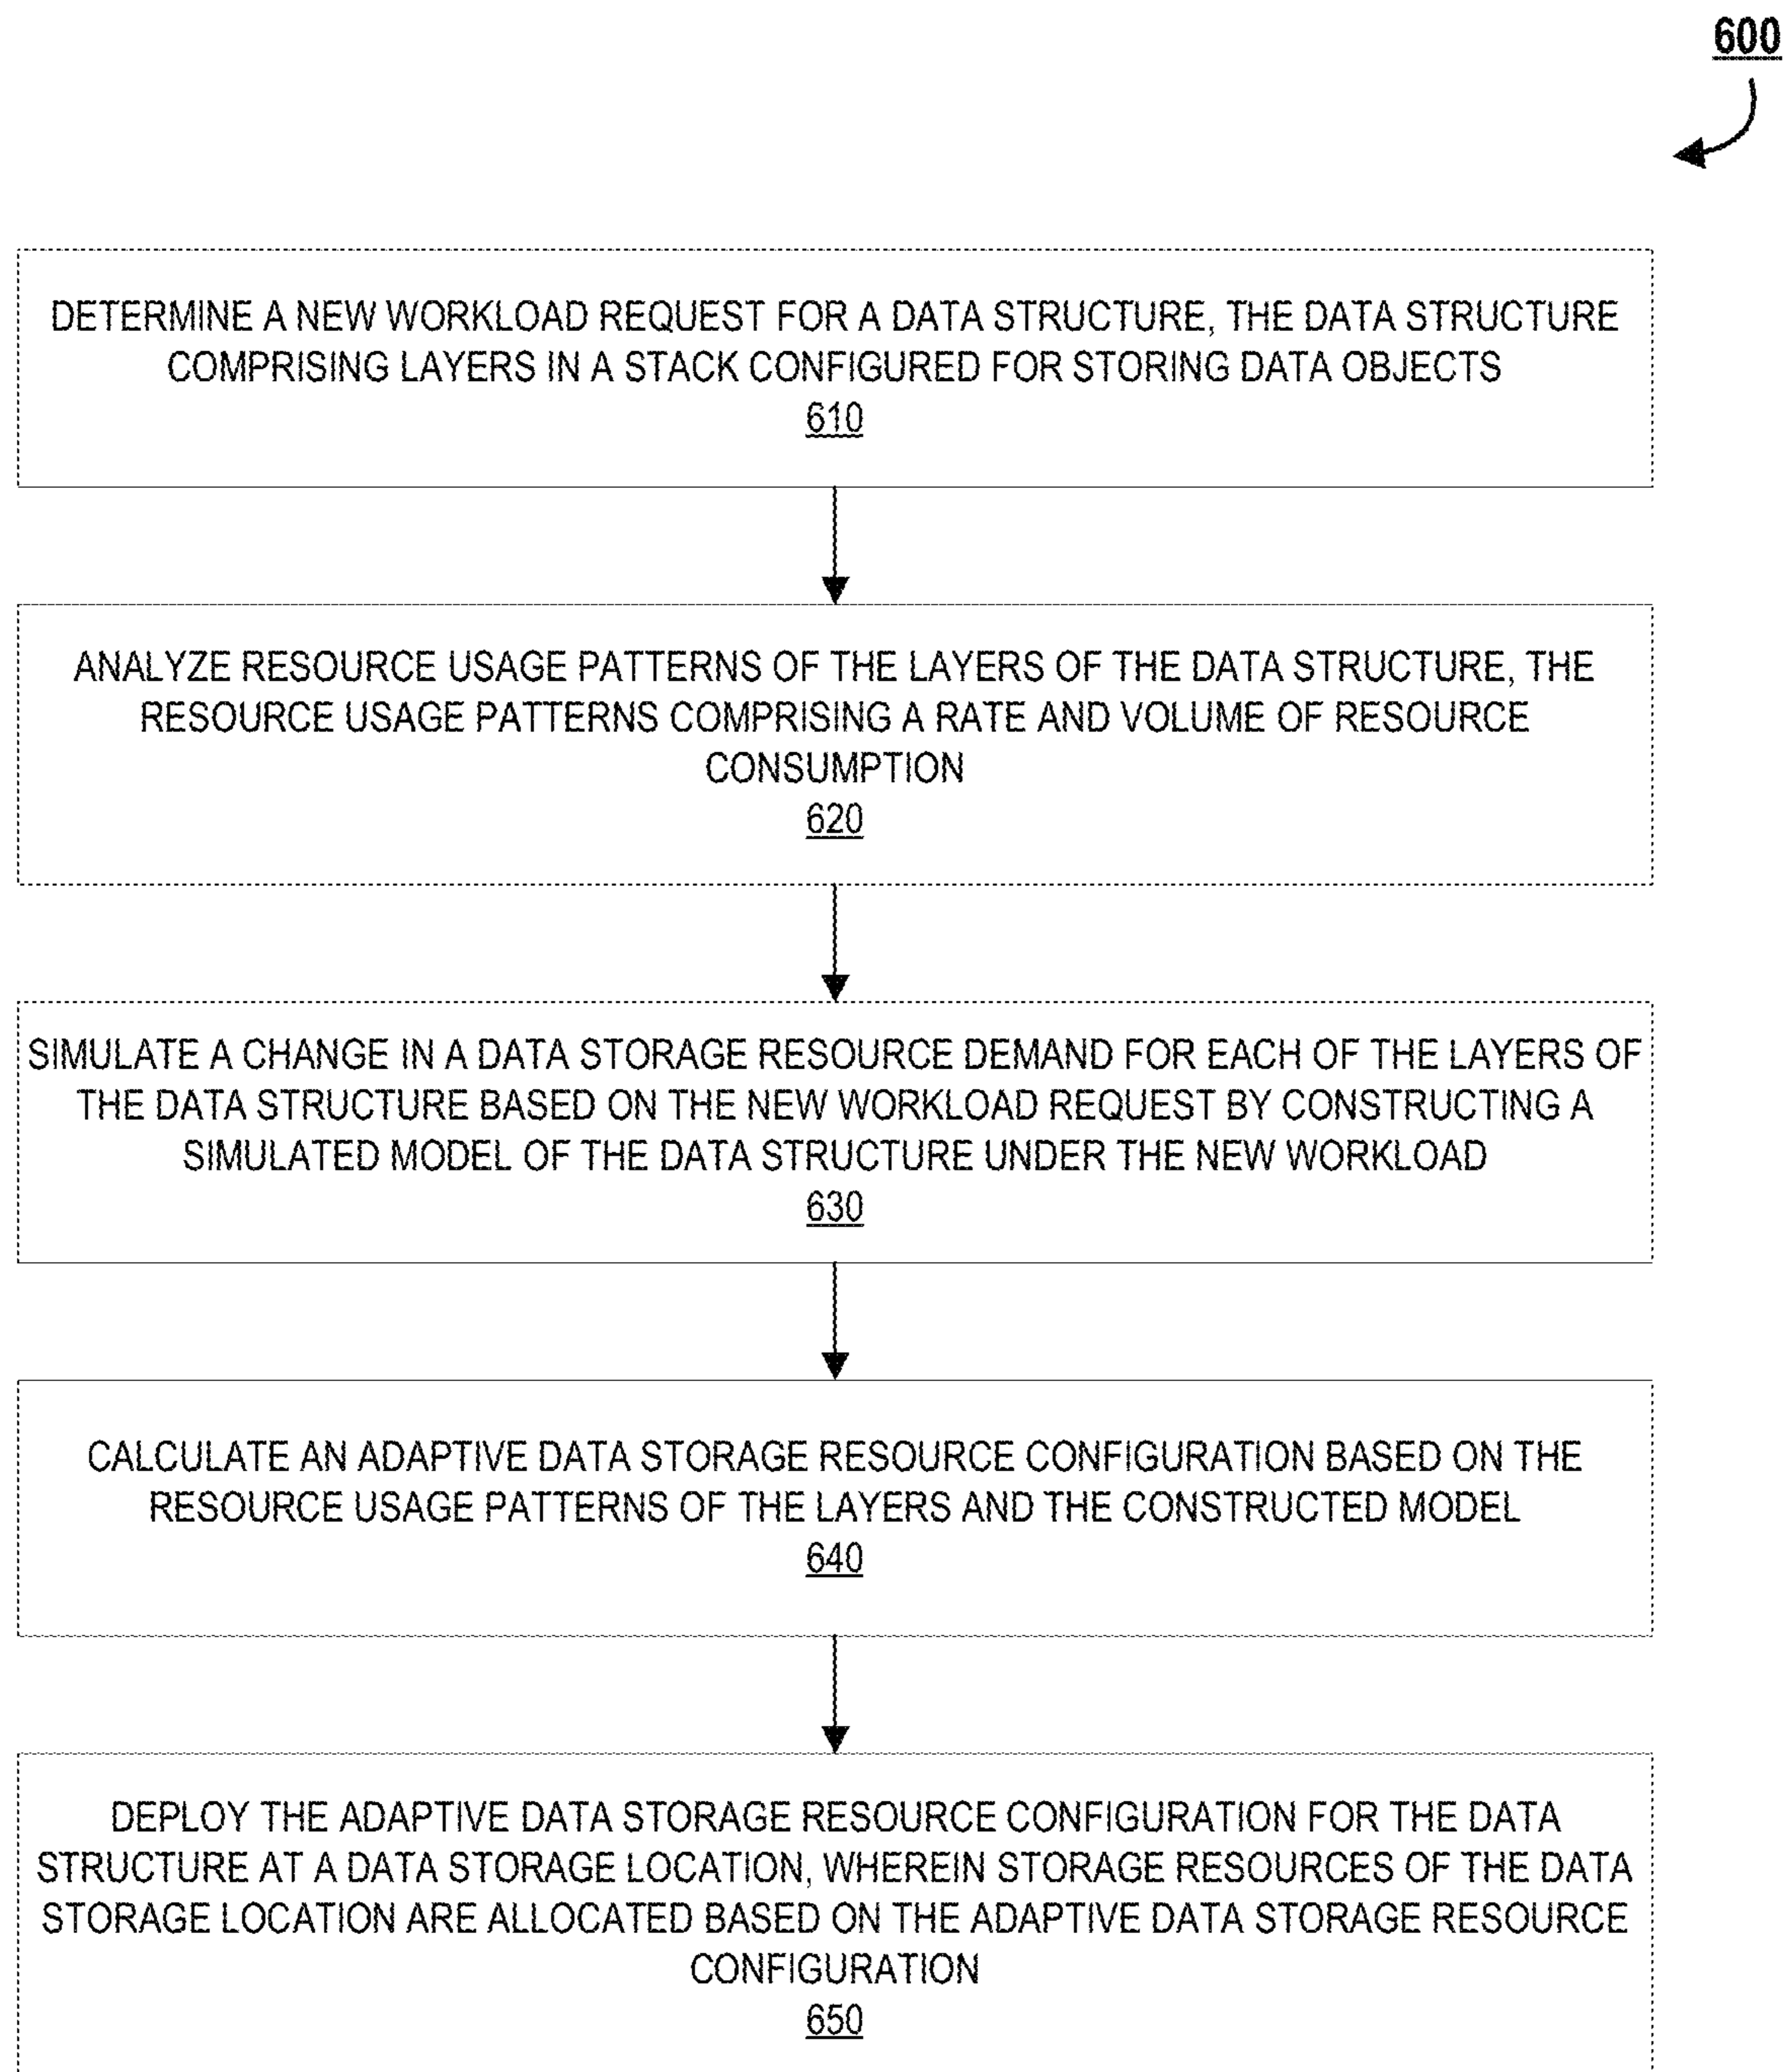 600
DETERMINE A NEW WORKLOAD REQUEST FOR A DATA STRUCTURE, THE DATA STRUCTURE
COMPRISING LAYERS IN A STACK CONFIGURED FOR STORING DATA OBJECTS
610
ANALYZE RESOURCE USAGE PATTERNS OF THE LAYERS OF THE DATA STRUCTURE, THE
RESOURCE USAGE PATTERNS COMPRISING A RATE AND VOLUME OF RESOURCE
CONSUMPTION
620
SIMULATE A CHANGE IN A DATA STORAGE RESOURCE DEMAND FOR EACH OF THE LAYERS OF
THE DATA STRUCTURE BASED ON THE NEW WORKLOAD REQUEST BY CONSTRUCTING A
SIMULATED MODEL OF THE DATA STRUCTURE UNDER THE NEW WORKLOAD
630
CALCULATE AN ADAPTIVE DATA STORAGE RESOURCE CONFIGURATION BASED ON THE
RESOURCE USAGE PATTERNS OF THE LAYERS AND THE CONSTRUCTED MODEL
640
DEPLOY THE ADAPTIVE DATA STORAGE RESOURCE CONFIGURATION FOR THE DATA
STRUCTURE AT A DATA STORAGE LOCATION, WHEREIN STORAGE RESOURCES OF THE DATA
STORAGE LOCATION ARE ALLOCATED BASED ON THE ADAPTIVE DATA STORAGE RESOURCE
CONFIGURATION
650